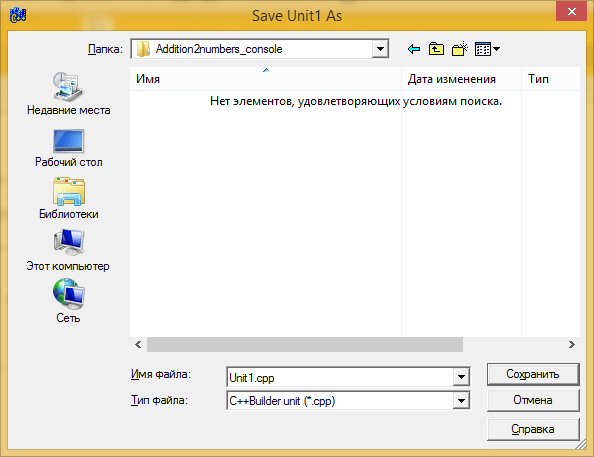 Save Unit1 As
Папка: Addition2numbers_console
Имя Дата изменения Тип
Нет элементов, удовлетворяющих условиям поиска.
Недавние места
Рабочий стол
Библиотеки
Этот компьютер
Сеть
Имя файла: Unit1.cpp Сохранить
Тип файла: C++Builder unit (*.cpp) Отмена
Справка